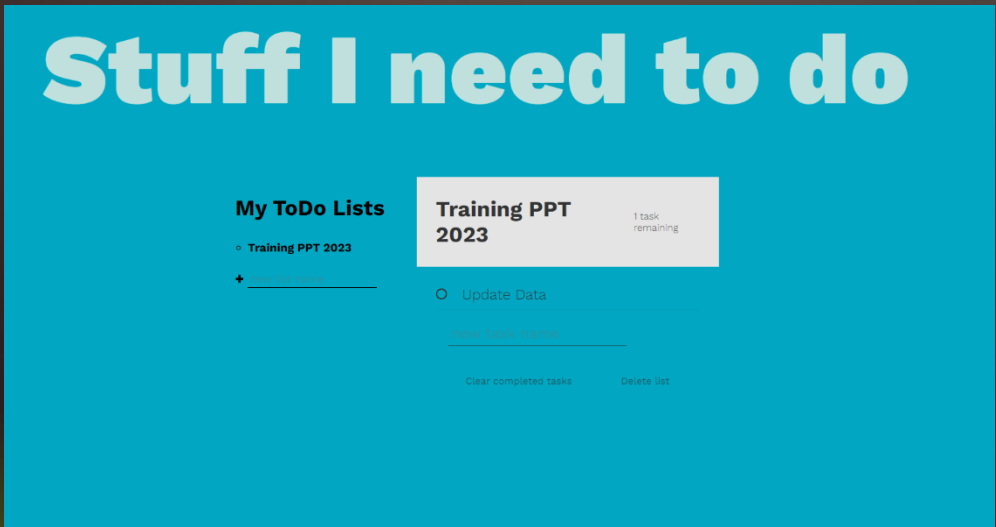 Stuff I need to do
My ToDo Lists
Training PPT 2023
Training PPT
2023
1 task
remaining
Update Data
Clear completed tasks
Delete list